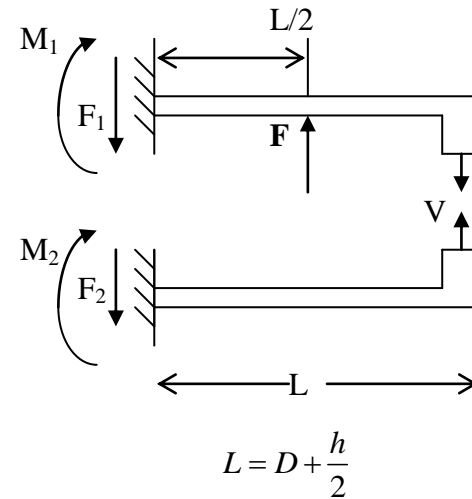 L/2
M₁
F₁
F
V
M₂
F₂
L
L = D + h/2